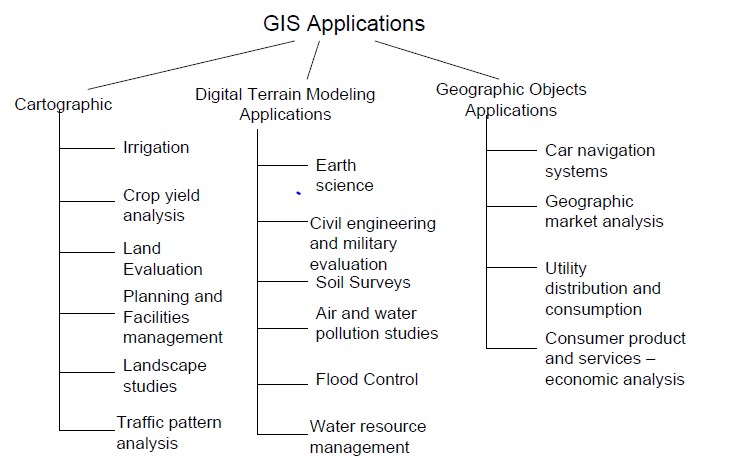 GIS Applications
Cartographic
Irrigation
Crop yield
analysis
Land
Evaluation
Planning and
Facilities
management
Landscape
studies
Traffic pattern
analysis
Digital Terrain Modeling
Applications
Earth
science
Civil engineering
and military
evaluation
Soil Surveys
Air and water
pollution studies
Flood Control
Water resource
management
Geographic Objects
Applications
Car navigation
systems
Geographic
market analysis
Utility
distribution and
consumption
Consumer product
and services –
economic analysis